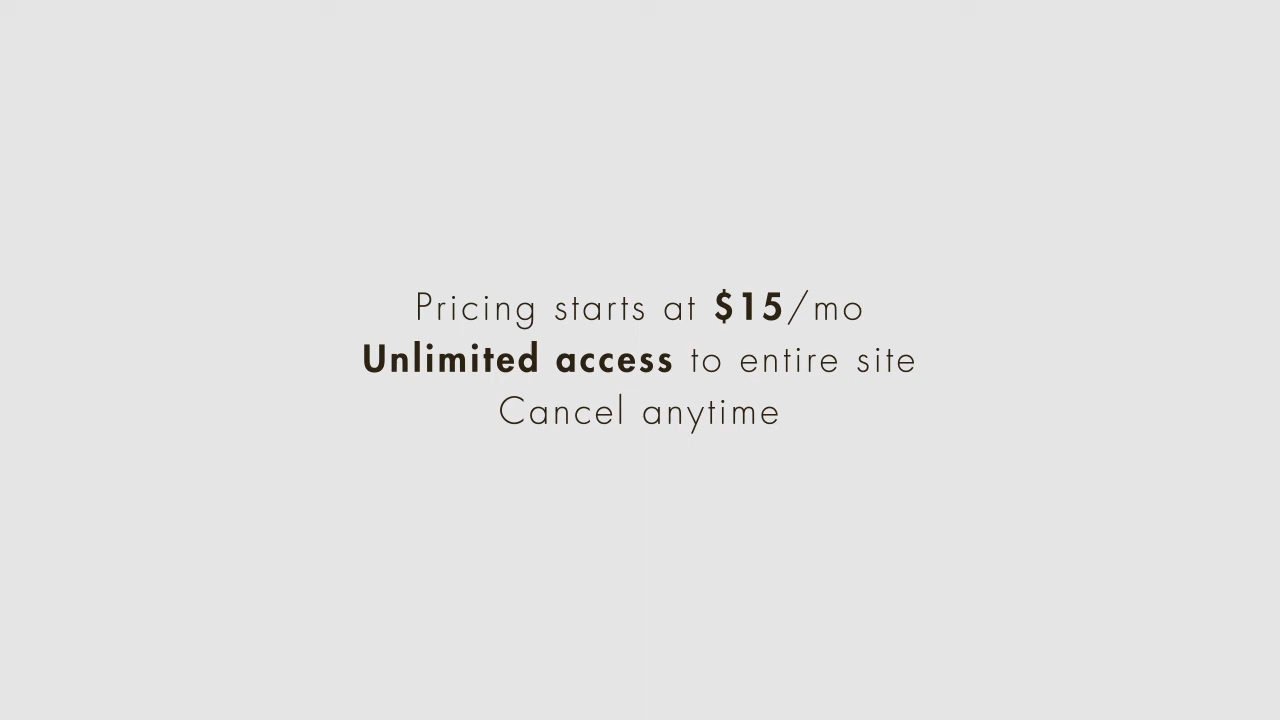 Pricing starts at $15/mo
Unlimited access to entire site
Cancel anytime